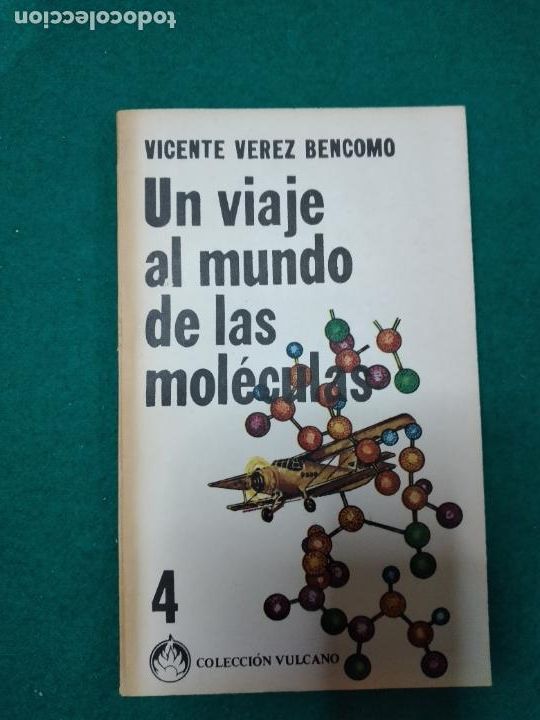 todocoleccion
VICENTE VEREZ BENCOMO
Un viaje
al mundo
de las
moléculas
4
COLECCIÓN VULCANO